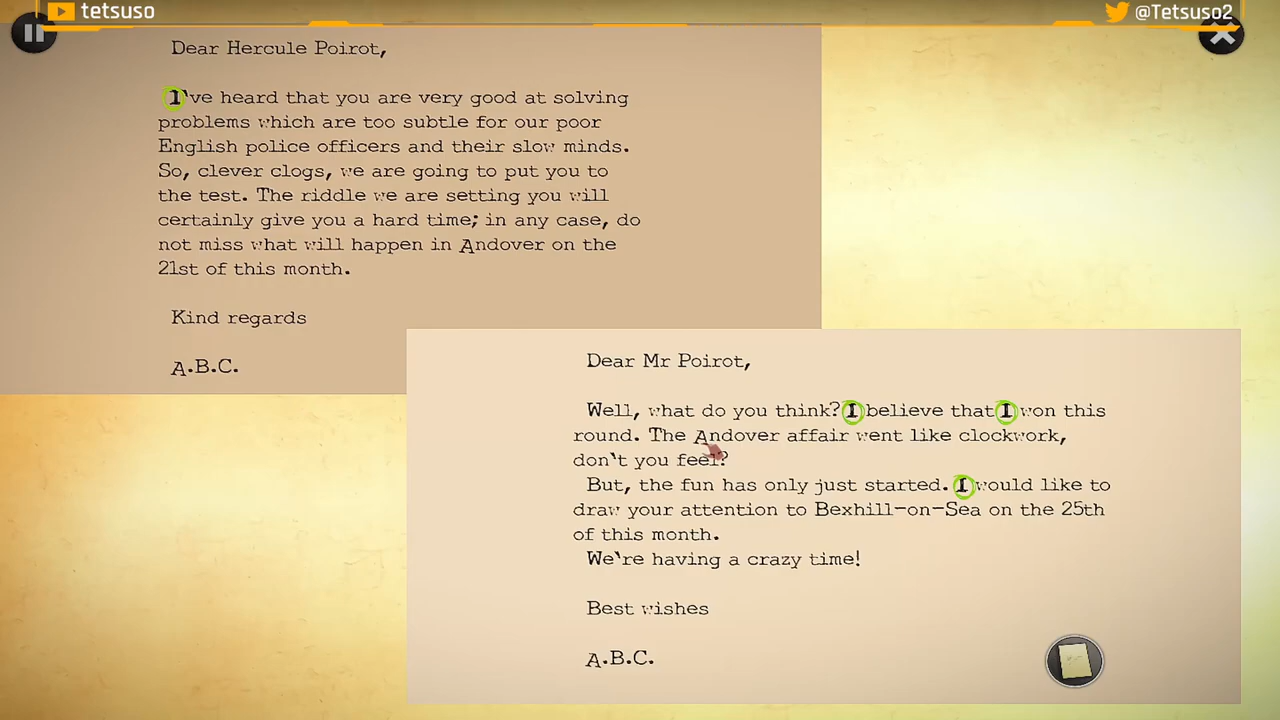 tetsuso
@Tetsuso2
Dear Hercule Poirot,
I've heard that you are very good at solving
problems which are too subtle for our poor
English police officers and their slow minds.
So, clever clogs, we are going to put you to
the test. The riddle we are setting you will
certainly give you a hard time; in any case, do
not miss what will happen in Andover on the
21st of this month.
Kind regards
A.B.C.
Dear Mr Poirot,
Well, what do you think? I believe that I won this
round. The Andover affair went like clockwork,
don't you feel?
But, the fun has only just started. I would like to
draw your attention to Bexhill-on-Sea on the 25th
of this month.
We're having a crazy time!
Best wishes
A.B.C.